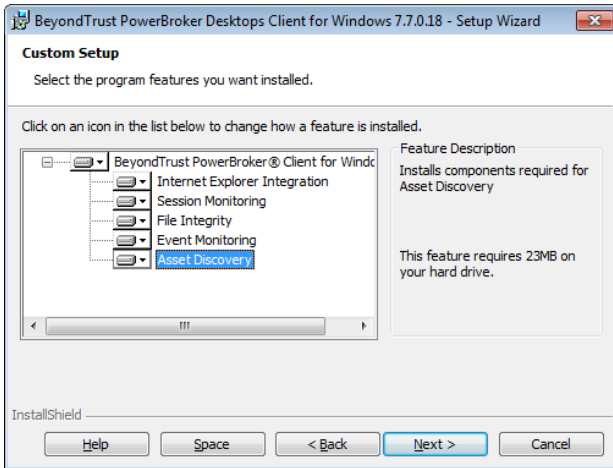 BeyondTrust PowerBroker Desktops Client for Windows 7.7.0.18 - Setup Wizard
Custom Setup
Select the program features you want installed.
Click on an icon in the list below to change how a feature is installed.
BeyondTrust PowerBroker® Client for Windc
Internet Explorer Integration
Session Monitoring
File Integrity
Event Monitoring
Asset Discovery
Feature Description
Installs components required for
Asset Discovery
This feature requires 23MB on
your hard drive.
InstallShield
Help
Space
< Back
Next >
Cancel